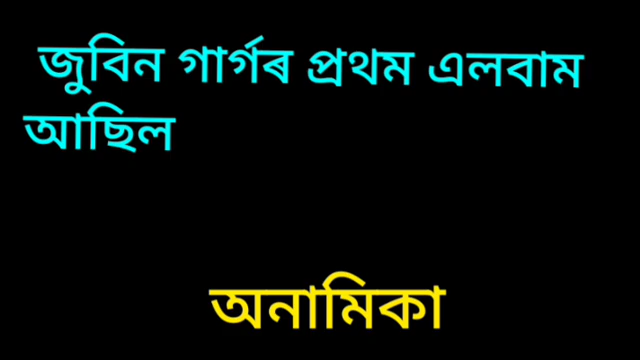 জুবিন গাৰ্গৰ প্ৰথম এলবাম
আছিল
অনামিকা